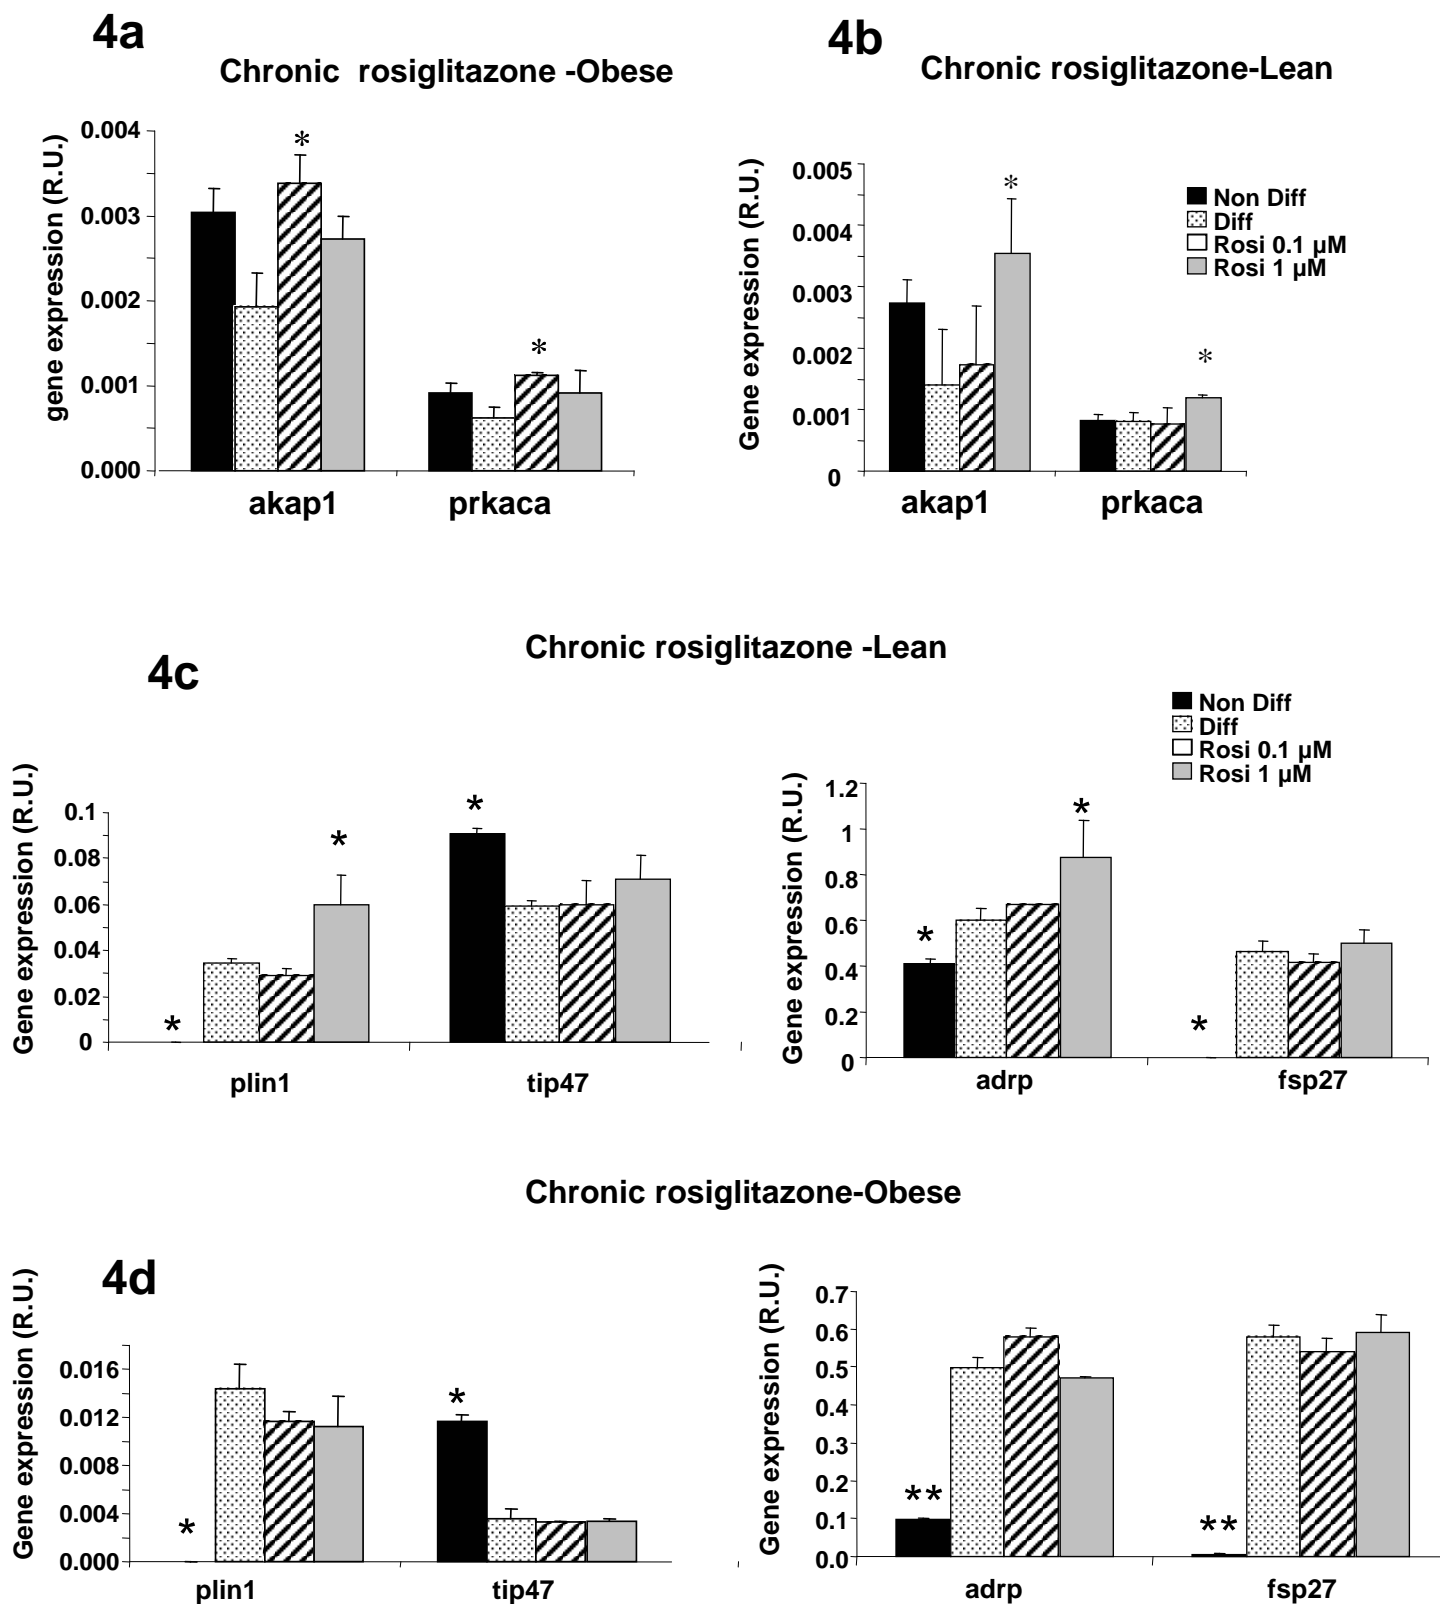 4a
Chronic rosiglitazone -Obese
gene expression (R.U.)
0.004
0.003
0.002
0.001
0.000
*
*
akap1
prkaca
4b
Chronic rosiglitazone-Lean
Gene expression (R.U.)
0.005
0.004
0.003
0.002
0.001
0
*
*
akap1
prkaca
Non Diff
Diff
Rosi 0.1 µM
Rosi 1 µM
Chronic rosiglitazone -Lean
4c
Gene expression (R.U.)
0.1
0.08
0.06
0.04
0.02
0
*
*
*
plin1
tip47
Non Diff
Diff
Rosi 0.1 µM
Rosi 1 µM
Gene expression (R.U.)
1.2
1
0.8
0.6
0.4
0.2
0
*
*
*
adrp
fsp27
Chronic rosiglitazone-Obese
4d
Gene expression (R.U.)
0.016
0.012
0.008
0.004
0.000
*
*
plin1
tip47
Gene expression (R.U.)
0.7
0.6
0.5
0.4
0.3
0.2
0.1
0.0
**
**
adrp
fsp27